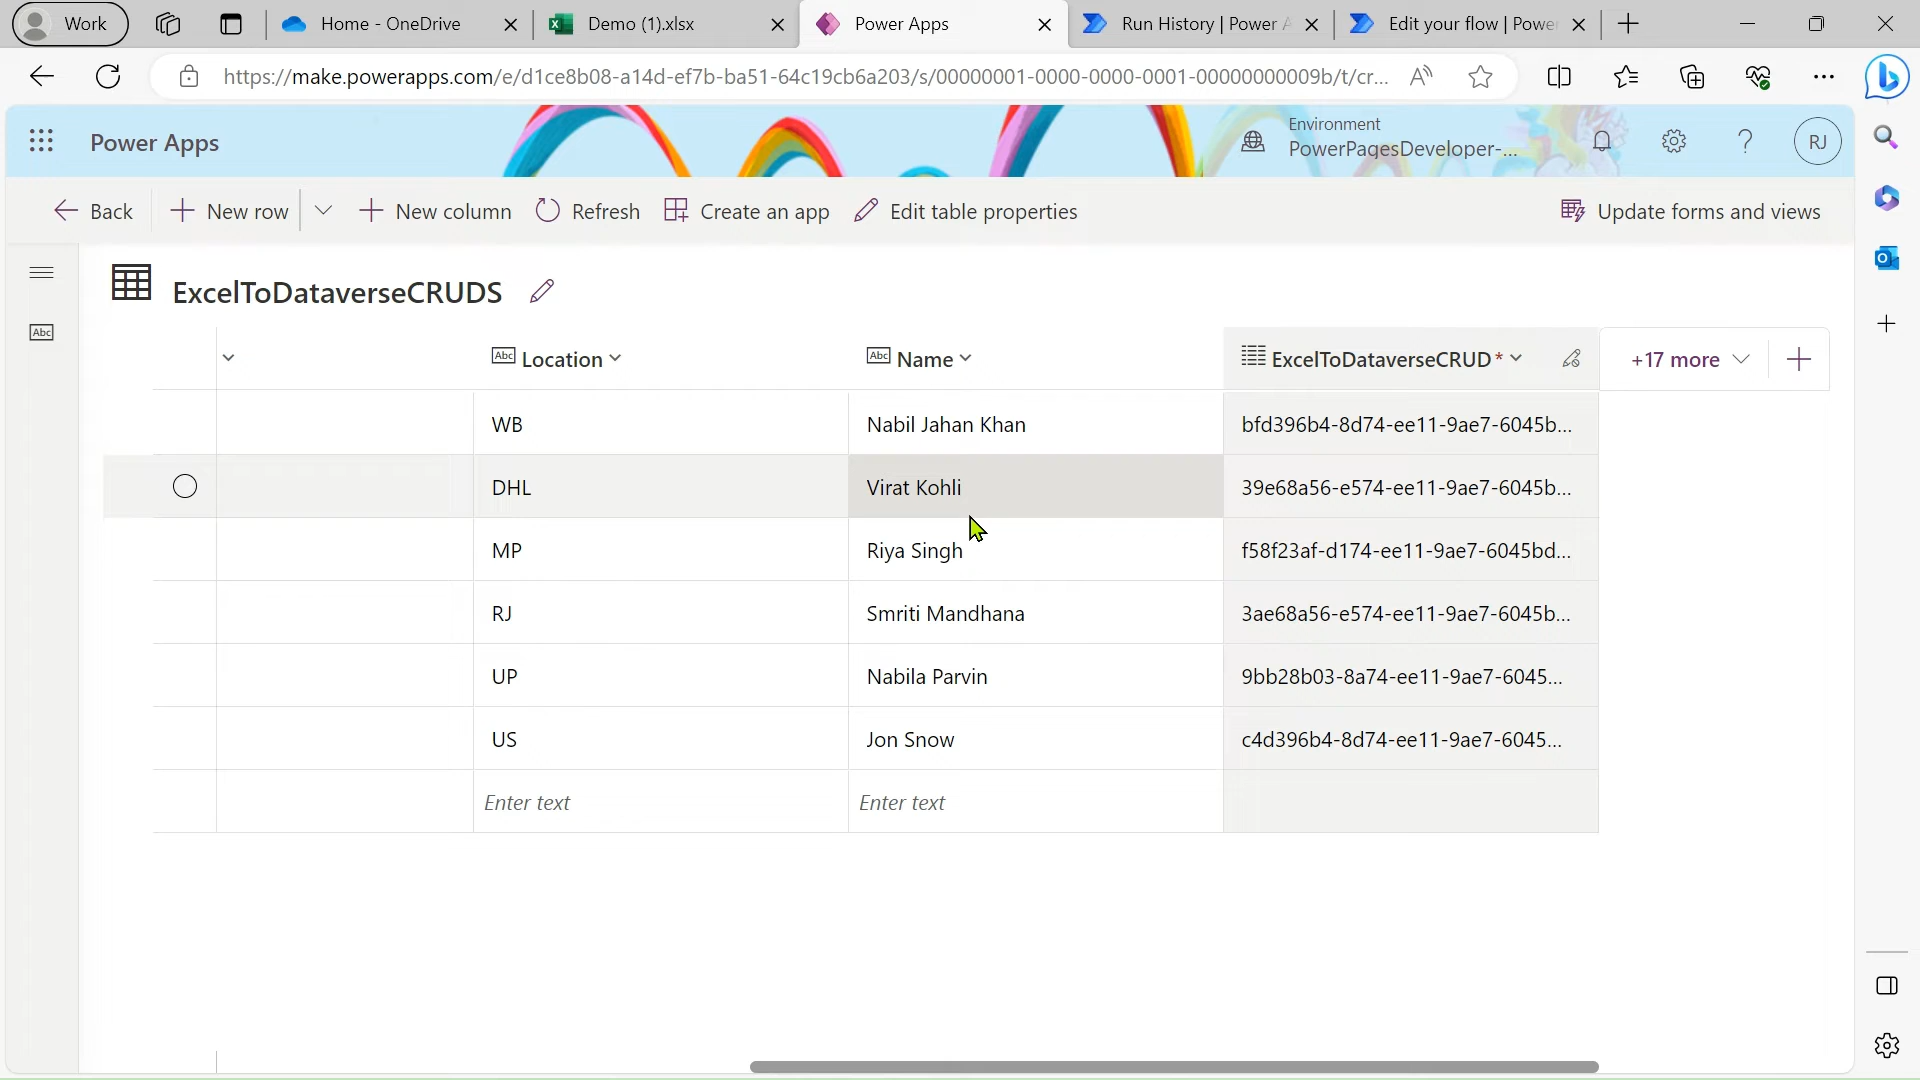 Work
Home - OneDrive
Demo (1).xlsx
Power Apps
Run History | Power A
Edit your flow | Powe
https://make.powerapps.com/e/d1ce8b08-a14d-ef7b-ba51-64c19cb6a203/s/00000001-0000-0000-0001-00000000009b/t/cr...
Power Apps
Environment
PowerPagesDeveloper-...
RJ
Back
New row
New column
Refresh
Create an app
Edit table properties
Update forms and views
ExcelToDataverseCRUDS
Abc
Abc Location
Abc Name
ExcelToDataverseCRUD *
+17 more
WB Nabil Jahan Khan bfd396b4-8d74-ee11-9ae7-6045b...
DHL Virat Kohli 39e68a56-e574-ee11-9ae7-6045b...
MP Riya Singh f58f23af-d174-ee11-9ae7-6045bd...
RJ Smriti Mandhana 3ae68a56-e574-ee11-9ae7-6045b...
UP Nabila Parvin 9bb28b03-8a74-ee11-9ae7-6045...
US Jon Snow c4d396b4-8d74-ee11-9ae7-6045...
Enter text Enter text